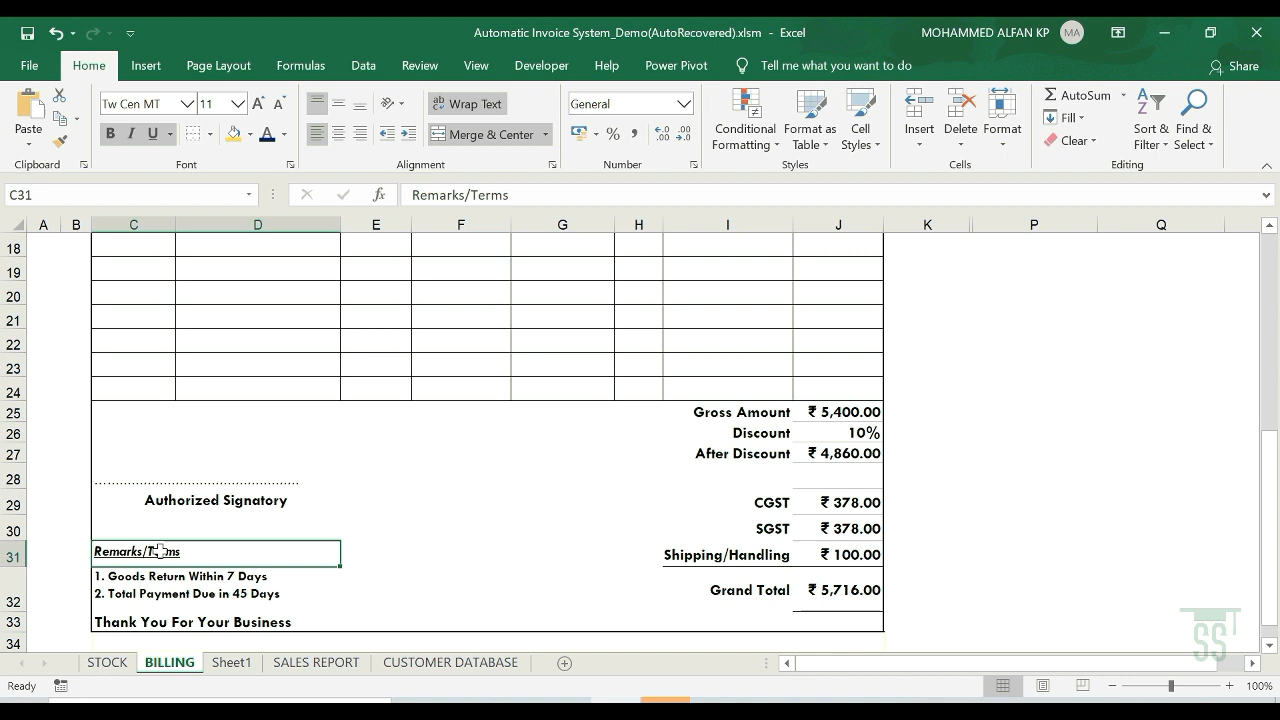 Automatic Invoice System_Demo(AutoRecovered).xlsm - Excel
MOHAMMED ALFAN KP
MA
File Home Insert Page Layout Formulas Data Review View Developer Help Power Pivot Tell me what you want to do Share
Paste
Tw Cen MT 11
B I U
Wrap Text
Merge & Center
General
Conditional Formatting
Format as Table
Cell Styles
Insert
Delete
Format
AutoSum
Fill
Clear
Sort & Filter
Find & Select
Clipboard Font Alignment Number Styles Cells Editing
C31 fx Remarks/Terms
A B C D E F G H I J K P Q
18
19
20
21
22
23
24
25 Gross Amount ₹ 5,400.00
26 Discount 10%
27 After Discount ₹ 4,860.00
28
29 Authorized Signatory CGST ₹ 378.00
30 SGST ₹ 378.00
31 Remarks/Terms Shipping/Handling ₹ 100.00
1. Goods Return Within 7 Days
32 2. Total Payment Due in 45 Days Grand Total ₹ 5,716.00
33 Thank You For Your Business
34
STOCK BILLING Sheet1 SALES REPORT CUSTOMER DATABASE
Ready 100%
SS